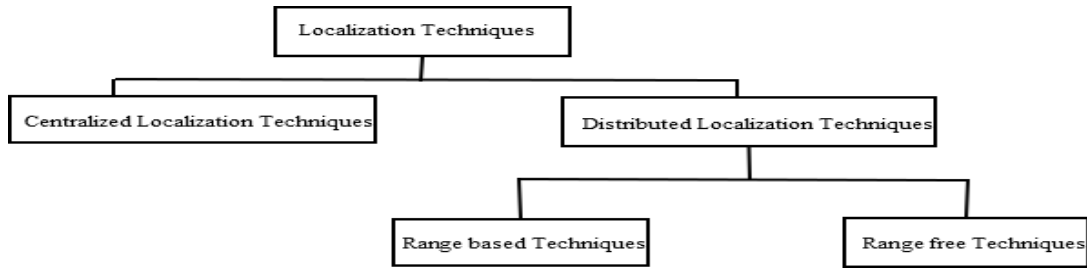 Localization Techniques
Centralized Localization Techniques
Distributed Localization Techniques
Range based Techniques
Range free Techniques